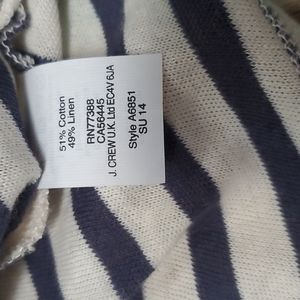 51% Cotton
49% Linen
RN77388
CA56445
J. CREW U.K. Ltd EC4V 6JA
Style A6851
SU 14